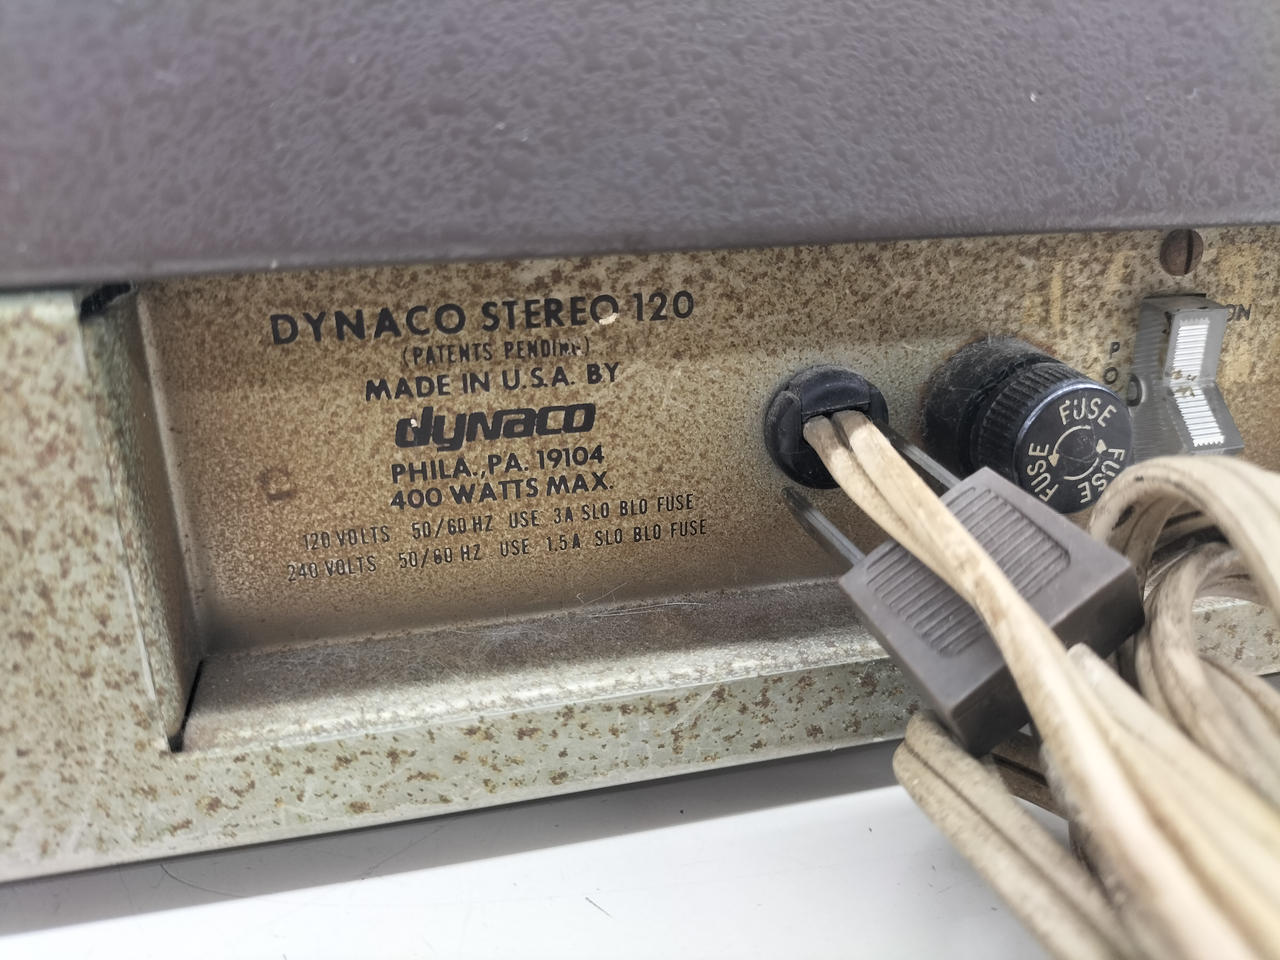 DYNACO STEREO 120
(PATENTS PENDING)
MADE IN U.S.A. BY
dynaco
PHILA., PA. 19104
400 WATTS MAX.
120 VOLTS 50/60 HZ USE 3A SLO BLO FUSE
240 VOLTS 50/60 HZ USE 1.5A SLO BLO FUSE
FUSE
FUSE
FUSE
ON